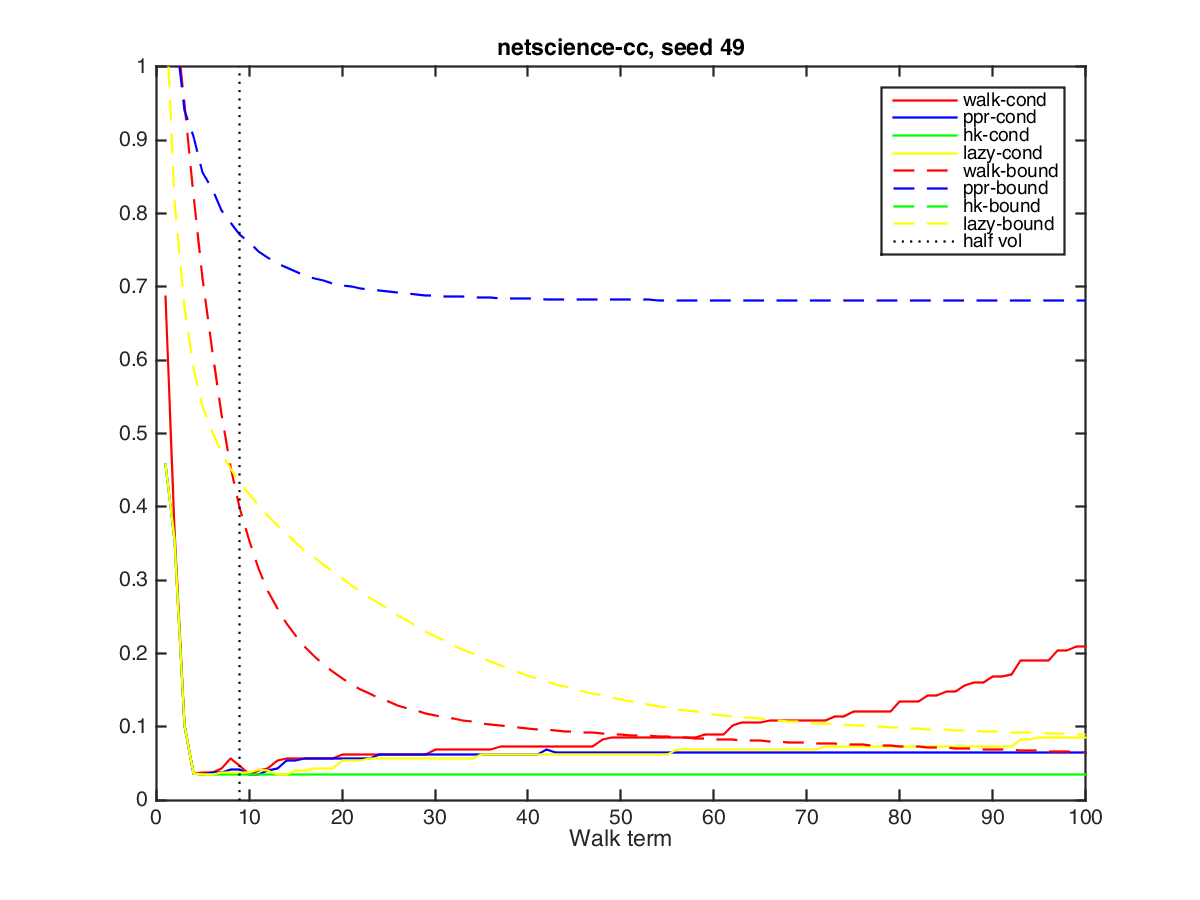 netscience-cc, seed 49
1
0.9
0.8
0.7
0.6
0.5
0.4
0.3
0.2
0.1
0
walk-cond
ppr-cond
hk-cond
lazy-cond
walk-bound
ppr-bound
hk-bound
lazy-bound
half vol
0 10 20 30 40 50 60 70 80 90 100
Walk term